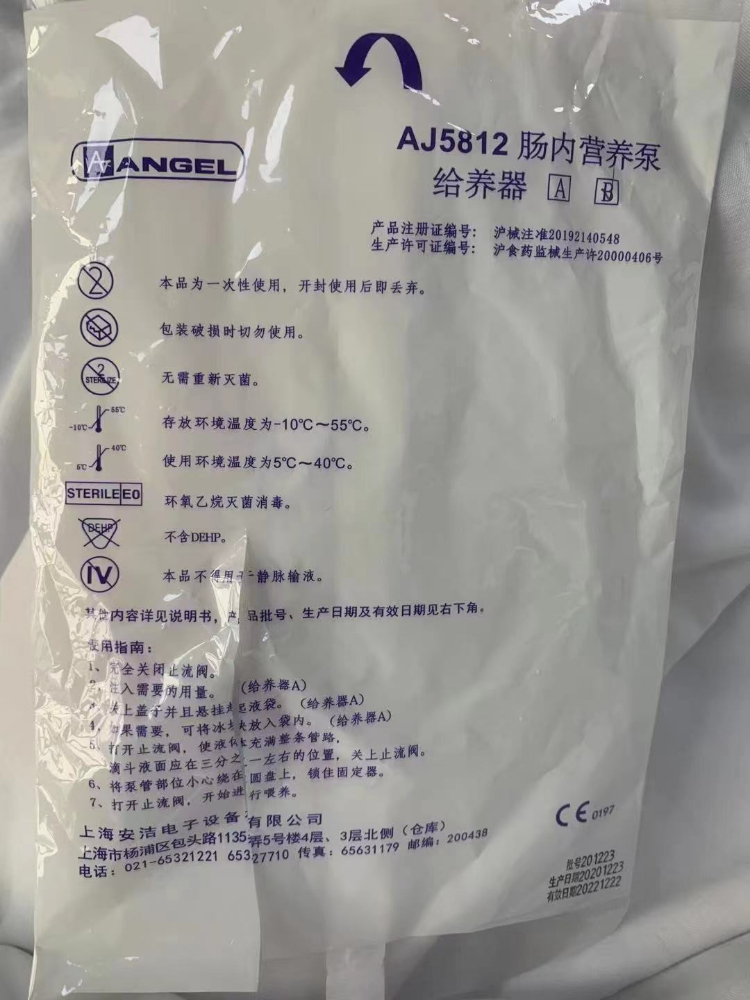 ANGEL
AJ5812 肠内营养泵
给养器 A B
产品注册证编号： 沪械注准20192140548
生产许可证编号： 沪食药监械生产许20000406号
2
本品为一次性使用，开封使用后即丢弃。
包装破损时切勿使用。
2
STERILIZE
无需重新灭菌。
-10℃
55℃
存放环境温度为-10℃～55℃。
40℃
使用环境温度为5℃～40℃。
STERILE EO
环氧乙烷灭菌消毒。
DEHP
不含DEHP。
IV
本品不得用于静脉输液。
其他内容详见说明书，产品批号、生产日期及有效日期见右下角。
使用指南：
1、完全关闭止流阀。
注入需要的用量。（给养器A）
关上盖子并且悬挂起液袋。（给养器A）
如果需要，可将冰块放入袋内。（给养器A）
5、打开止流阀，使液体充满整条管路，
滴斗液面应在三分之一左右的位置，关上止流阀。
6、将泵管部位小心绕在圆盘上，锁住固定器。
7、打开止流阀，开始进行喂养。
上海安洁电子设备有限公司
上海市杨浦区包头路1135弄5号楼4层、3层北侧（仓库）
电话：021-65321221 65327710 传真：65631179 邮编：200438
CE 0197
批号201223
生产日期20201223
有效日期20221222